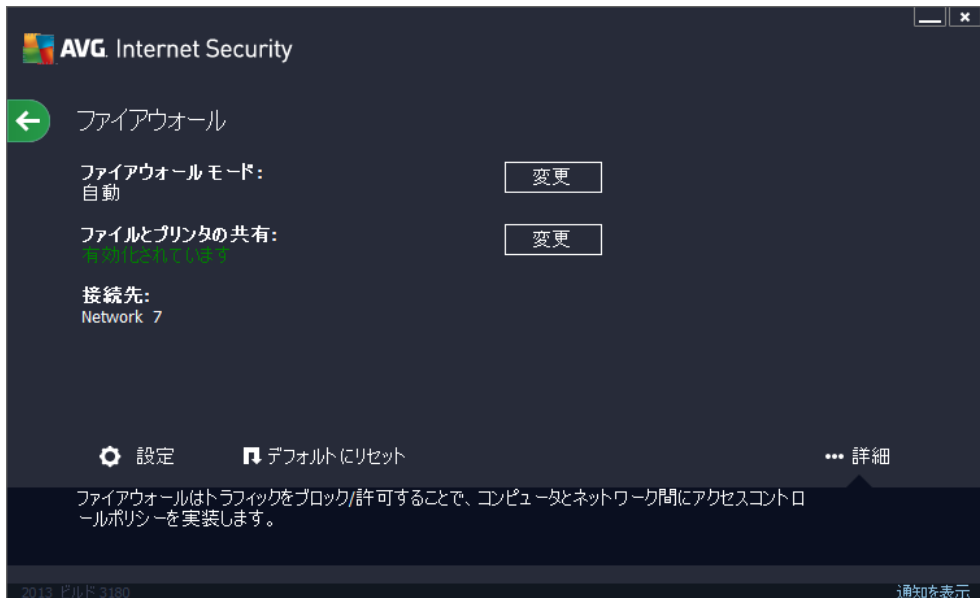 AVG. Internet Security
ファイアウォール
ファイアウォール モード:
自動
変更
ファイルとプリンタの共有:
有効化されています
変更
接続先:
Network 7
設定
デフォルトにリセット
••• 詳細
ファイアウォールはトラフィックをブロック/許可することで、コンピュータとネットワーク間にアクセスコントロ
ールポリシーを実装します。
2013 ビルド 3180
通知を表示